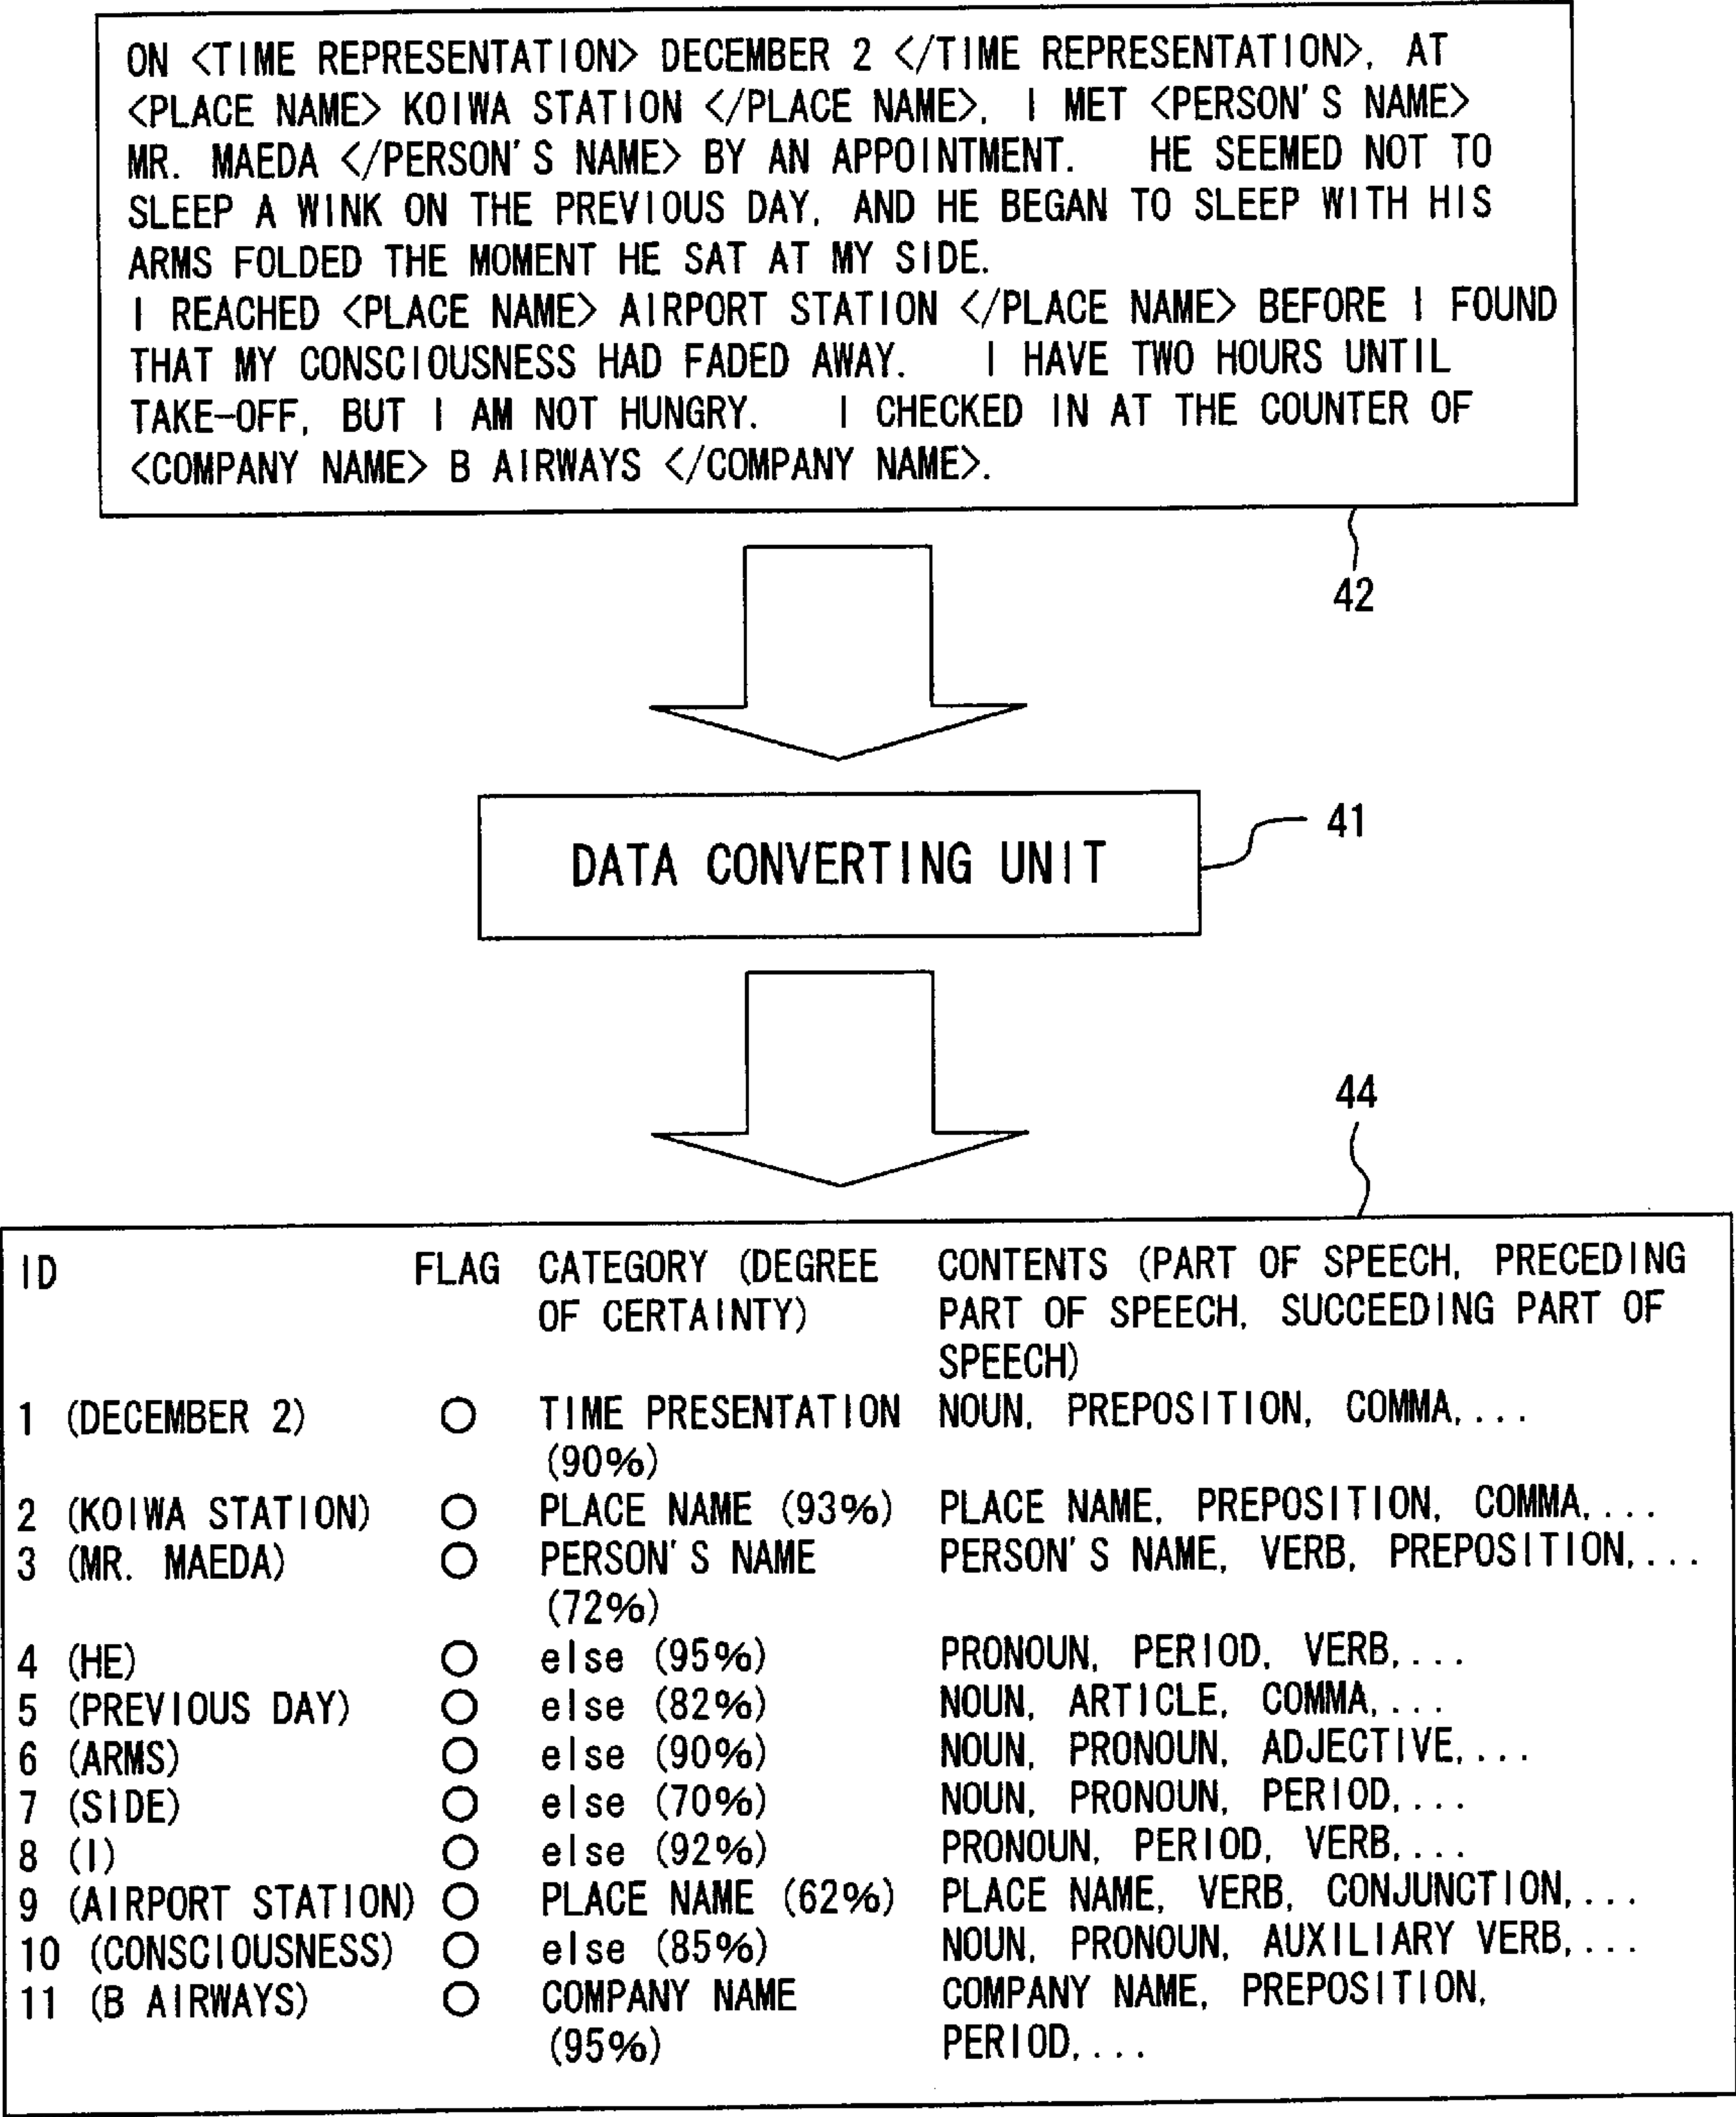 ON <TIME REPRESENTATION> DECEMBER 2 </TIME REPRESENTATION>, AT
<PLACE NAME> KOIWA STATION </PLACE NAME>, I MET <PERSON'S NAME>
MR. MAEDA </PERSON'S NAME> BY AN APPOINTMENT. HE SEEMED NOT TO
SLEEP A WINK ON THE PREVIOUS DAY, AND HE BEGAN TO SLEEP WITH HIS
ARMS FOLDED THE MOMENT HE SAT AT MY SIDE.
I REACHED <PLACE NAME> AIRPORT STATION </PLACE NAME> BEFORE I FOUND
THAT MY CONSCIOUSNESS HAD FADED AWAY. I HAVE TWO HOURS UNTIL
TAKE-OFF, BUT I AM NOT HUNGRY. I CHECKED IN AT THE COUNTER OF
<COMPANY NAME> B AIRWAYS </COMPANY NAME>.
42
DATA CONVERTING UNIT
41
44
ID FLAG CATEGORY (DEGREE CONTENTS (PART OF SPEECH, PRECEDING
OF CERTAINTY) PART OF SPEECH, SUCCEEDING PART OF
SPEECH)
1 (DECEMBER 2) ○ TIME PRESENTATION NOUN, PREPOSITION, COMMA,...
(90%)
2 (KOIWA STATION) ○ PLACE NAME (93%) PLACE NAME, PREPOSITION, COMMA,...
3 (MR. MAEDA) ○ PERSON'S NAME PERSON'S NAME, VERB, PREPOSITION,...
(72%)
4 (HE) ○ else (95%) PRONOUN, PERIOD, VERB,...
5 (PREVIOUS DAY) ○ else (82%) NOUN, ARTICLE, COMMA,...
6 (ARMS) ○ else (90%) NOUN, PRONOUN, ADJECTIVE,...
7 (SIDE) ○ else (70%) NOUN, PRONOUN, PERIOD,...
8 (I) ○ else (92%) PRONOUN, PERIOD, VERB,...
9 (AIRPORT STATION) ○ PLACE NAME (62%) PLACE NAME, VERB, CONJUNCTION,...
10 (CONSCIOUSNESS) ○ else (85%) NOUN, PRONOUN, AUXILIARY VERB,...
11 (B AIRWAYS) ○ COMPANY NAME COMPANY NAME, PREPOSITION,
(95%) PERIOD,...